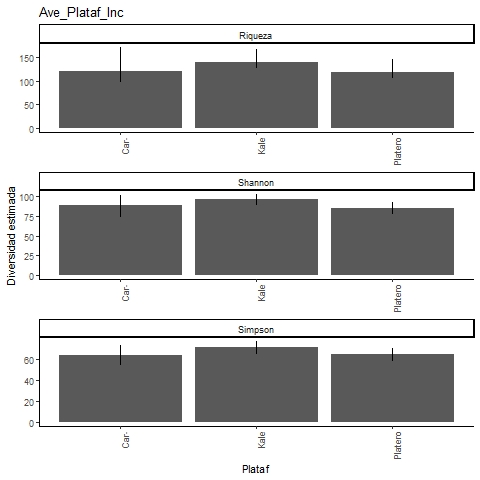 Ave_Plataf_Inc
Riqueza
150
100
50
0
Car-
Kale
Platero
Shannon
100
75
50
25
0
Car-
Kale
Platero
Simpson
60
40
20
0
Car-
Kale
Platero
Diversidad estimada
Plataf